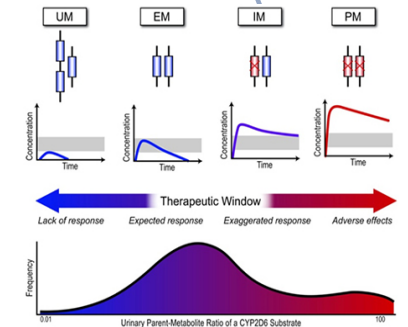 UM EM IM PM
Concentration Concentration Concentration Concentration
Time Time Time Time
Therapeutic Window
Lack of response Expected response Exaggerated response Adverse effects
Frequency
0.01 100
Urinary Parent-Metabolite Ratio of a CYP2D6 Substrate